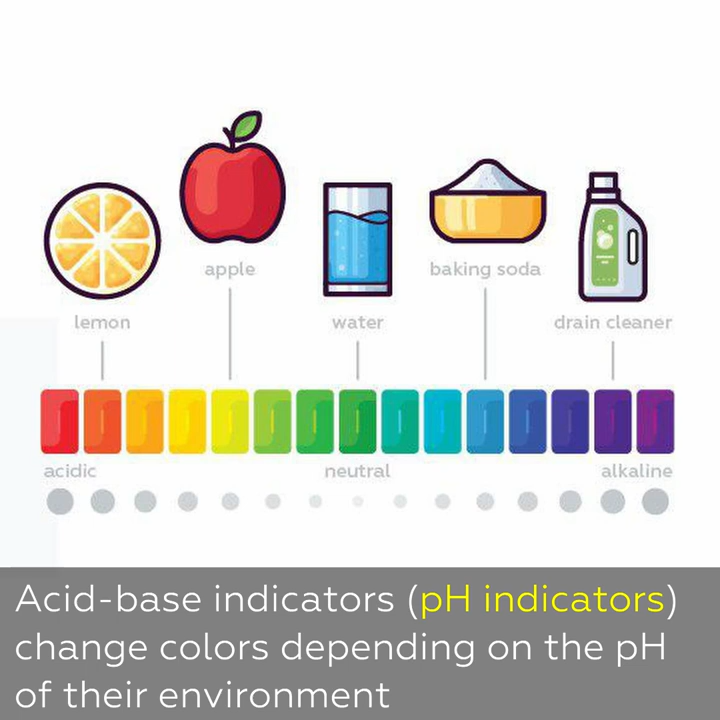 apple
baking soda
lemon
water
drain cleaner
acidic
neutral
alkaline
Acid-base indicators (pH indicators)
change colors depending on the pH
of their environment